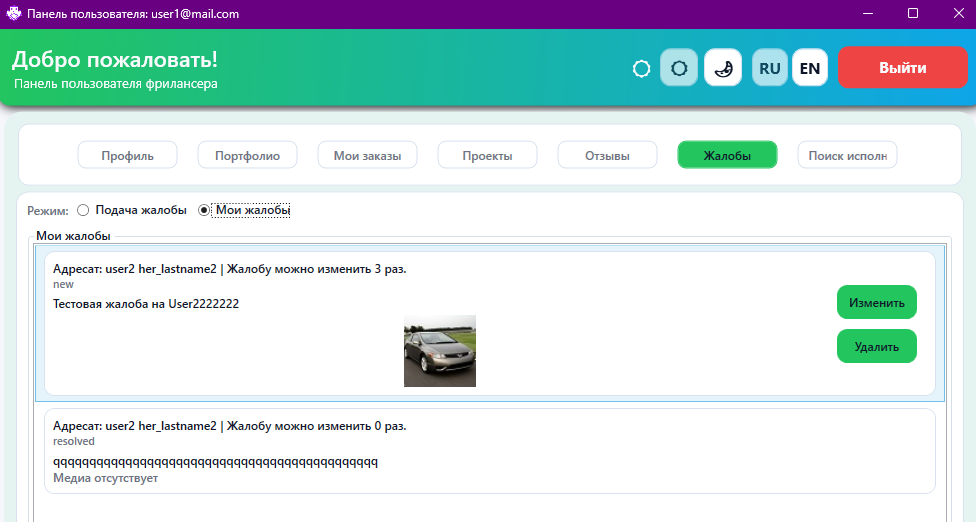 Панель пользователя: user1@mail.com
Добро пожаловать!
Панель пользователя фрилансера
RU EN Выйти
Профиль Портфолио Мои заказы Проекты Отзывы Жалобы Поиск исполн
Режим: Подача жалобы Мои жалобы
Мои жалобы
Адресат: user2 her_lastname2 | Жалобу можно изменить 3 раз.
new
Тестовая жалоба на User2222222
Изменить
Удалить
Адресат: user2 her_lastname2 | Жалобу можно изменить 0 раз.
resolved
qqqqqqqqqqqqqqqqqqqqqqqqqqqqqqqqqqqqqqqqqqqqq
Медиа отсутствует